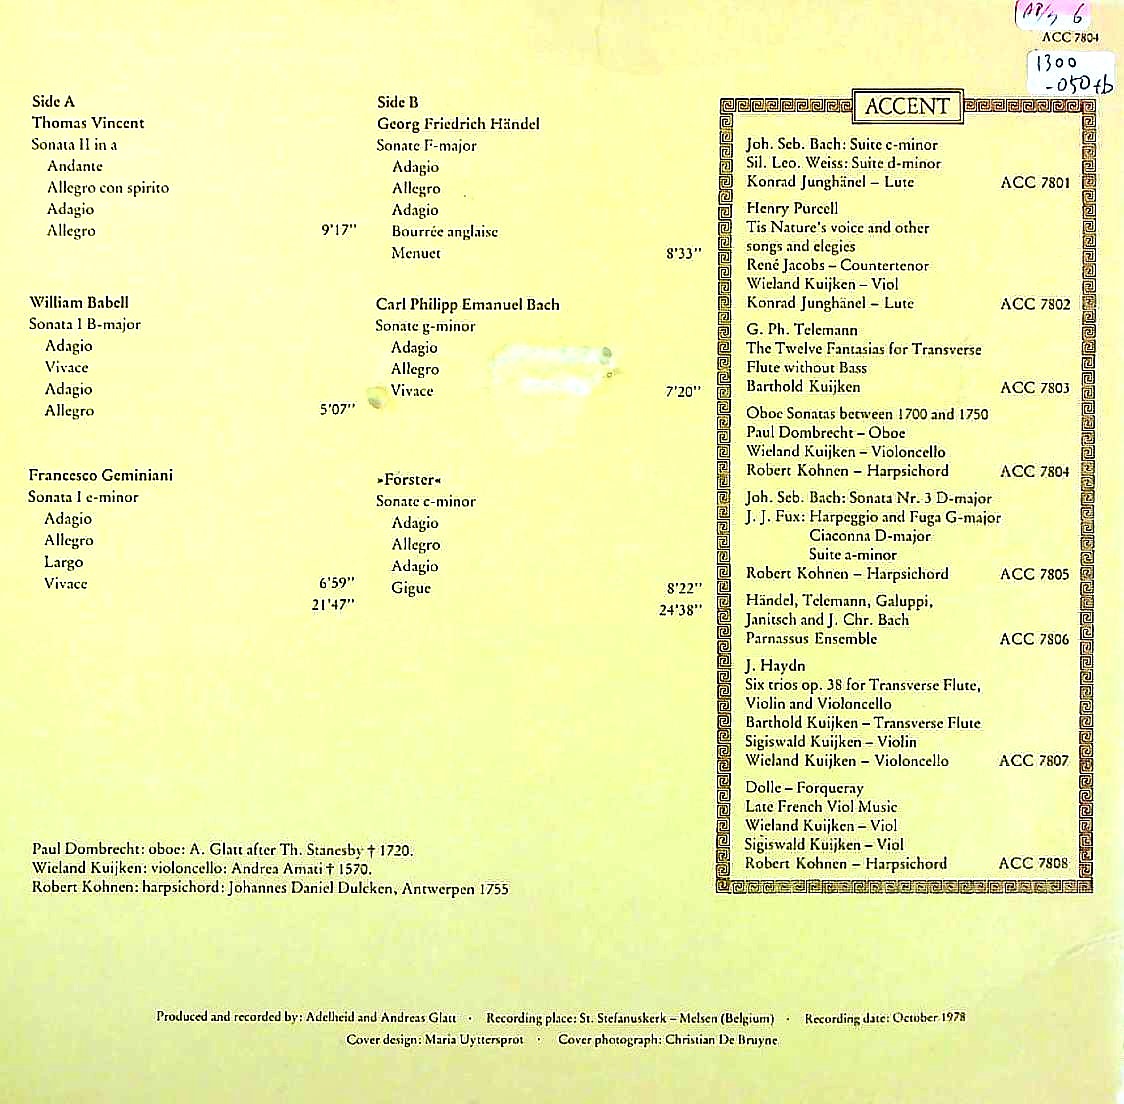 ACC 7804
1300
-050+b
Side A
Thomas Vincent
Sonata II in a
Andante
Allegro con spirito
Adagio
Allegro 9'17"
William Babell
Sonata I B-major
Adagio
Vivace
Adagio
Allegro 5'07"
Francesco Geminiani
Sonata I e-minor
Adagio
Allegro
Largo
Vivace 6'59"
21'47"
Side B
Georg Friedrich Händel
Sonate F-major
Adagio
Allegro
Adagio
Bourrée anglaise
Menuet 8'33"
Carl Philipp Emanuel Bach
Sonate g-minor
Adagio
Allegro
Vivace 7'20"
»Förster«
Sonate c-minor
Adagio
Allegro
Adagio
Gigue 8'22"
24'38"
ACCENT
Joh. Seb. Bach: Suite c-minor
Sil. Leo. Weiss: Suite d-minor
Konrad Junghänel – Lute ACC 7801
Henry Purcell
Tis Nature's voice and other
songs and elegies
René Jacobs – Countertenor
Wieland Kuijken – Viol
Konrad Junghänel – Lute ACC 7802
G. Ph. Telemann
The Twelve Fantasias for Transverse
Flute without Bass
Barthold Kuijken ACC 7803
Oboe Sonatas between 1700 and 1750
Paul Dombrecht – Oboe
Wieland Kuijken – Violoncello
Robert Kohnen – Harpsichord ACC 7804
Joh. Seb. Bach: Sonata Nr. 3 D-major
J. J. Fux: Harpeggio and Fuga G-major
Ciaconna D-major
Suite a-minor
Robert Kohnen – Harpsichord ACC 7805
Händel, Telemann, Galuppi,
Janitsch and J. Chr. Bach
Parnassus Ensemble ACC 7806
J. Haydn
Six trios op. 38 for Transverse Flute,
Violin and Violoncello
Barthold Kuijken – Transverse Flute
Sigiswald Kuijken – Violin
Wieland Kuijken – Violoncello ACC 7807
Dolle – Forqueray
Late French Viol Music
Wieland Kuijken – Viol
Sigiswald Kuijken – Viol
Robert Kohnen – Harpsichord ACC 7808
Paul Dombrecht: oboe: A. Glatt after Th. Stanesby † 1720.
Wieland Kuijken: violoncello: Andrea Amati † 1570.
Robert Kohnen: harpsichord: Johannes Daniel Dulcken, Antwerpen 1755
Produced and recorded by: Adelheid and Andreas Glatt · Recording place: St. Stefanuskerk – Melsen (Belgium) · Recording date: October 1978
Cover design: Maria Uyttersprot · Cover photograph: Christian De Bruyne